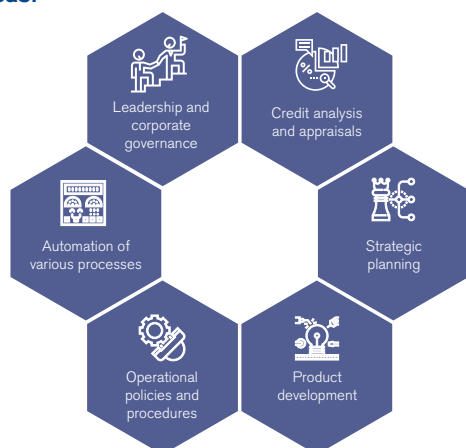 Leadership and
corporate
governance
Credit analysis
and appraisals
Automation of
various processes
Strategic
planning
Operational
policies and
procedures
Product
development